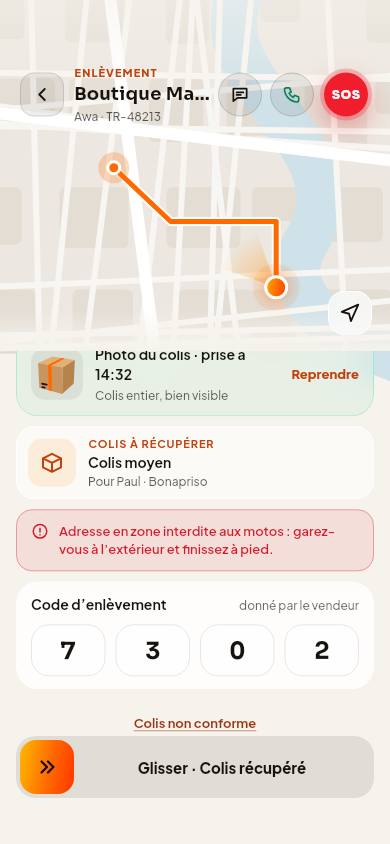 ENLÈVEMENT
Boutique Ma...
Awa · TR-48213
SOS
Photo du colis · prise à
14:32
Colis entier, bien visible
Reprendre
COLIS À RÉCUPÉRER
Colis moyen
Pour Paul · Bonapriso
Adresse en zone interdite aux motos : garez-
vous à l'extérieur et finissez à pied.
Code d'enlèvement
donné par le vendeur
7 3 0 2
Colis non conforme
Glisser · Colis récupéré